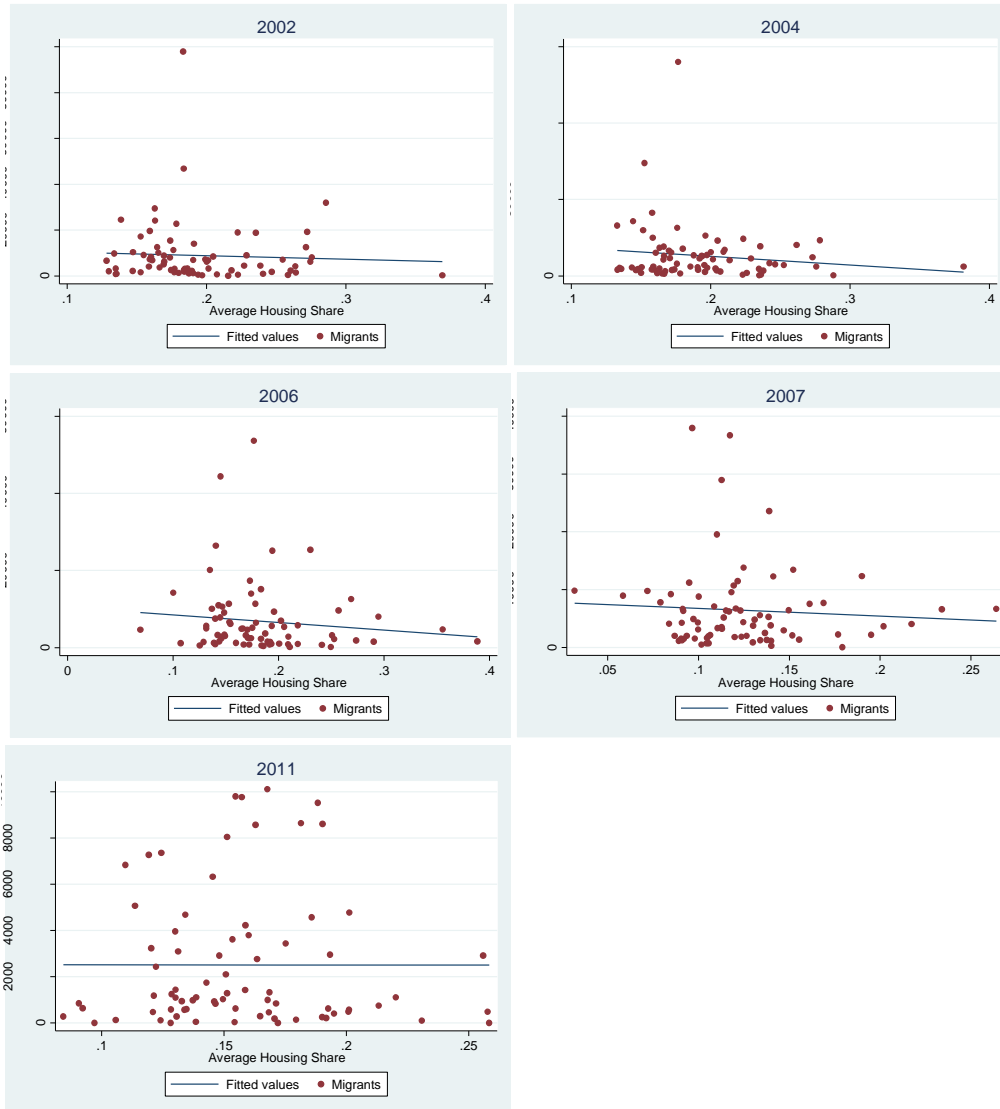 2002
0
.1 .2 .3 .4
Average Housing Share
Fitted values Migrants
2004
0
.1 .2 .3 .4
Average Housing Share
Fitted values Migrants
2006
0
0 .1 .2 .3 .4
Average Housing Share
Fitted values Migrants
2007
0
.05 .1 .15 .2 .25
Average Housing Share
Fitted values Migrants
2011
8000
6000
4000
2000
0
.1 .15 .2 .25
Average Housing Share
Fitted values Migrants